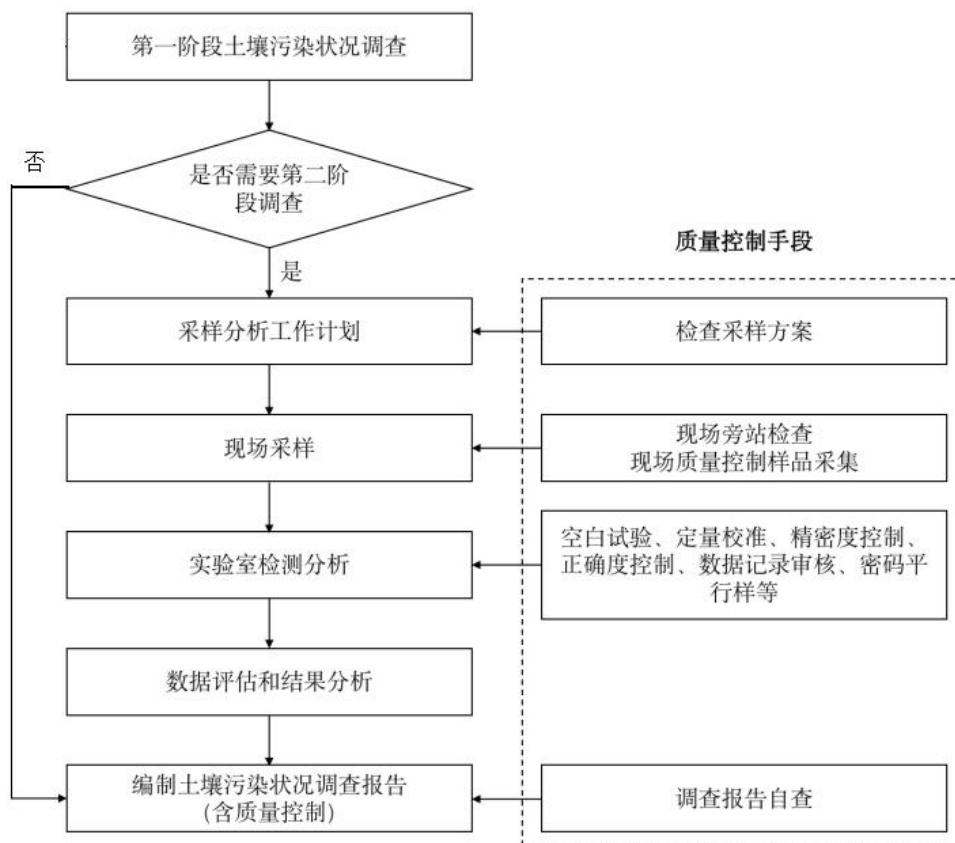 第一阶段土壤污染状况调查
否
是否需要第二阶
段调查
是
质量控制手段
采样分析工作计划
检查采样方案
现场采样
现场旁站检查
现场质量控制样品采集
实验室检测分析
空白试验、定量校准、精密度控制、
正确度控制、数据记录审核、密码平
行样等
数据评估和结果分析
编制土壤污染状况调查报告
(含质量控制)
调查报告自查